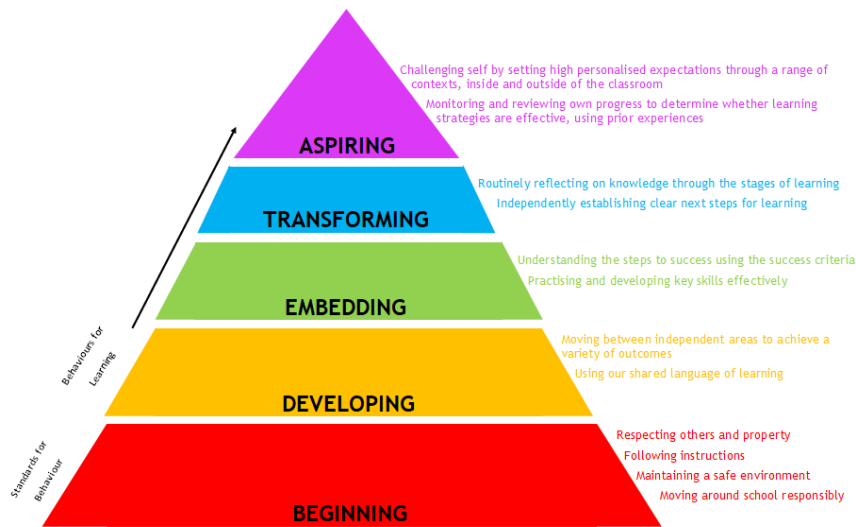 Challenging self by setting high personalised expectations through a range of
contexts, inside and outside of the classroom
Monitoring and reviewing own progress to determine whether learning
strategies are effective, using prior experiences
ASPIRING
Routinely reflecting on knowledge through the stages of learning
Independently establishing clear next steps for learning
TRANSFORMING
Understanding the steps to success using the success criteria
Practising and developing key skills effectively
EMBEDDING
Behaviours for
Learning
Moving between independent areas to achieve a
variety of outcomes
Using our shared language of learning
DEVELOPING
Standards for
Behaviour
Respecting others and property
Following instructions
Maintaining a safe environment
Moving around school responsibly
BEGINNING